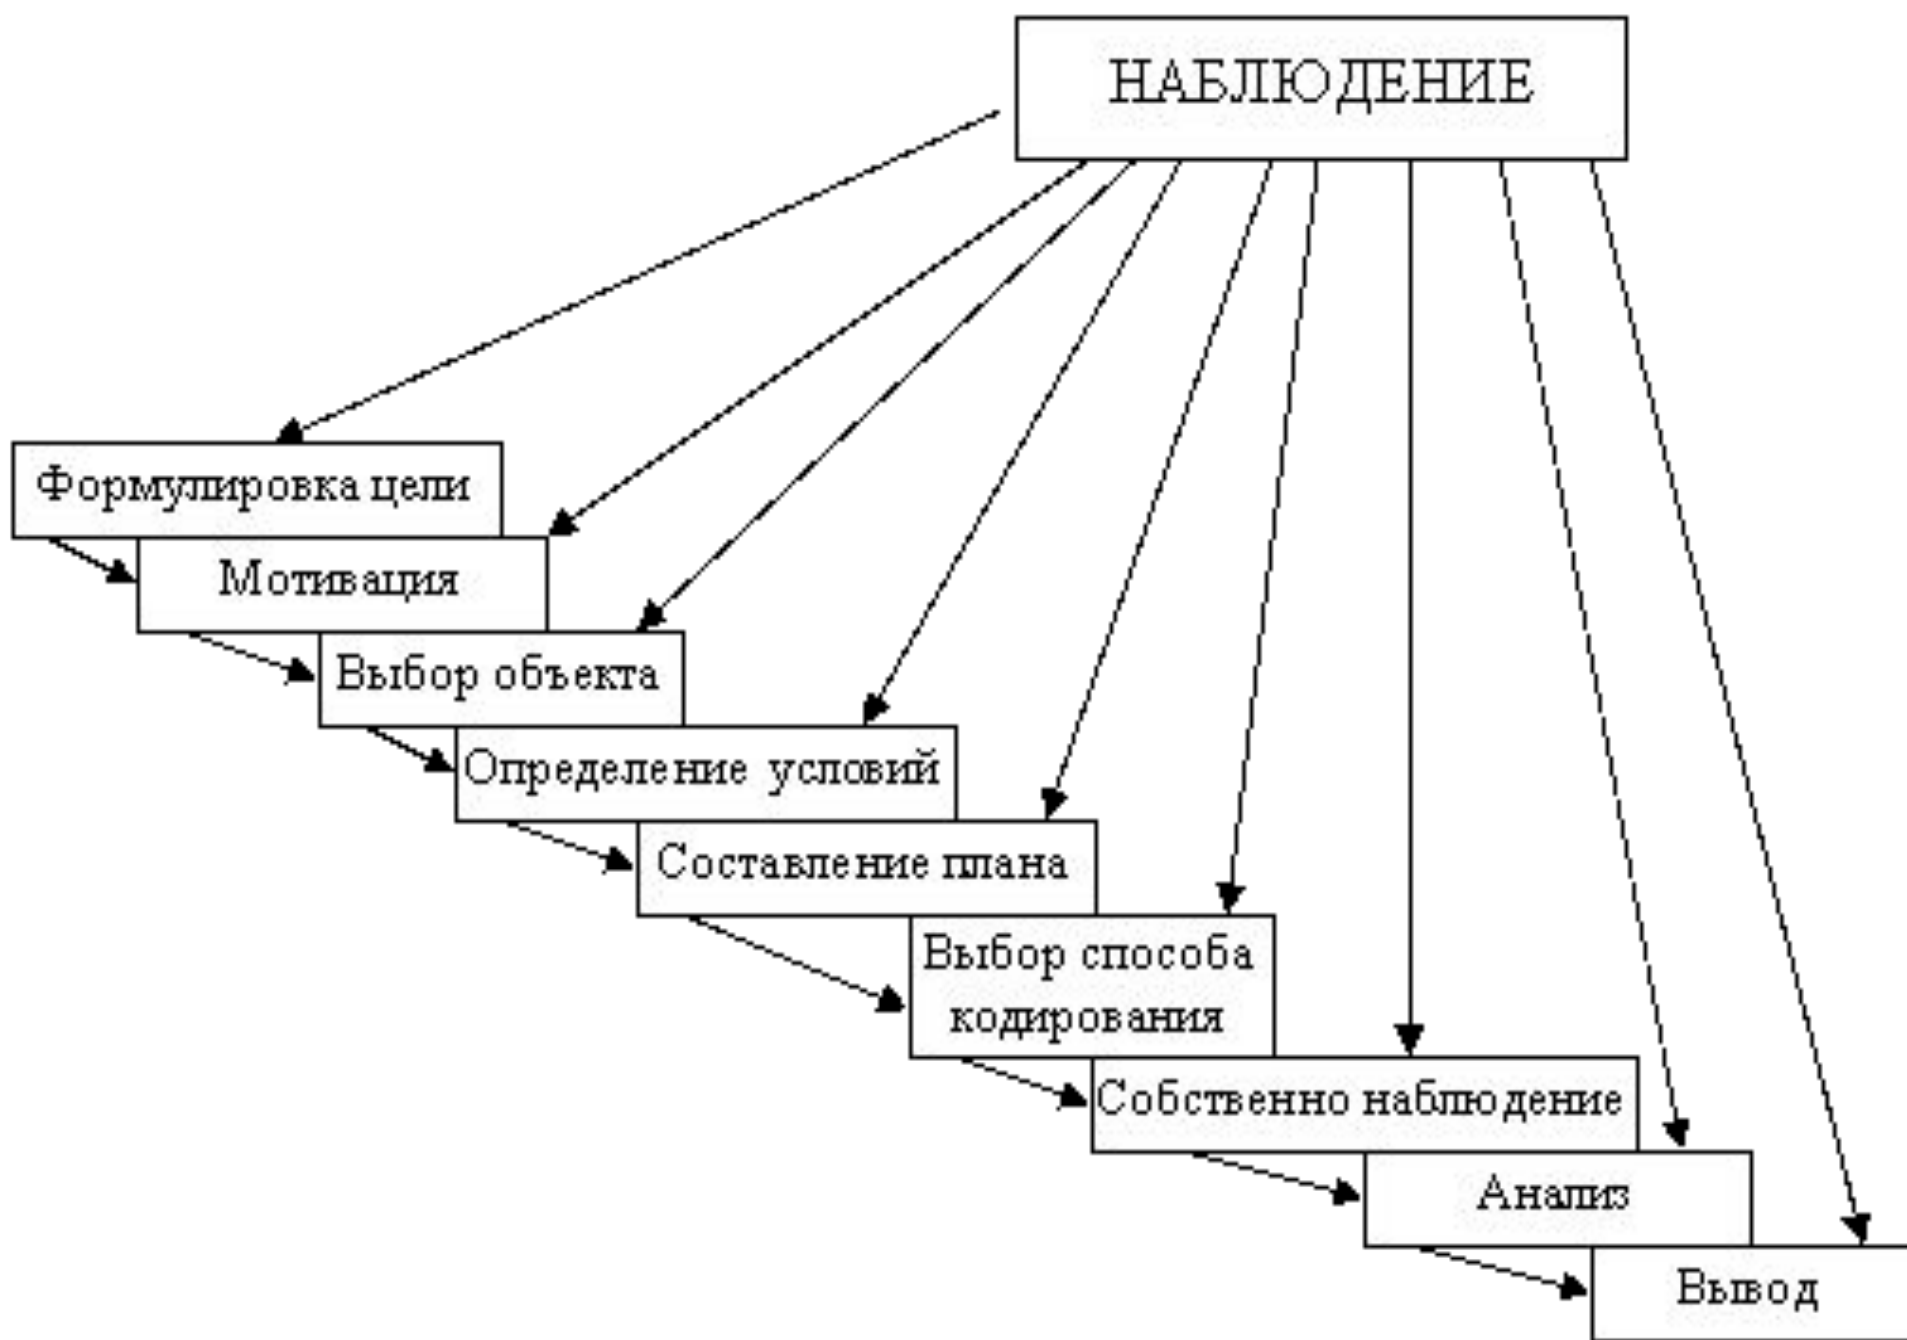 НАБЛЮДЕНИЕ
Формулировка цели
Мотивация
Выбор объекта
Определение условий
Составление плана
Выбор способа
кодирования
Собственно наблюдение
Анализ
Вывод